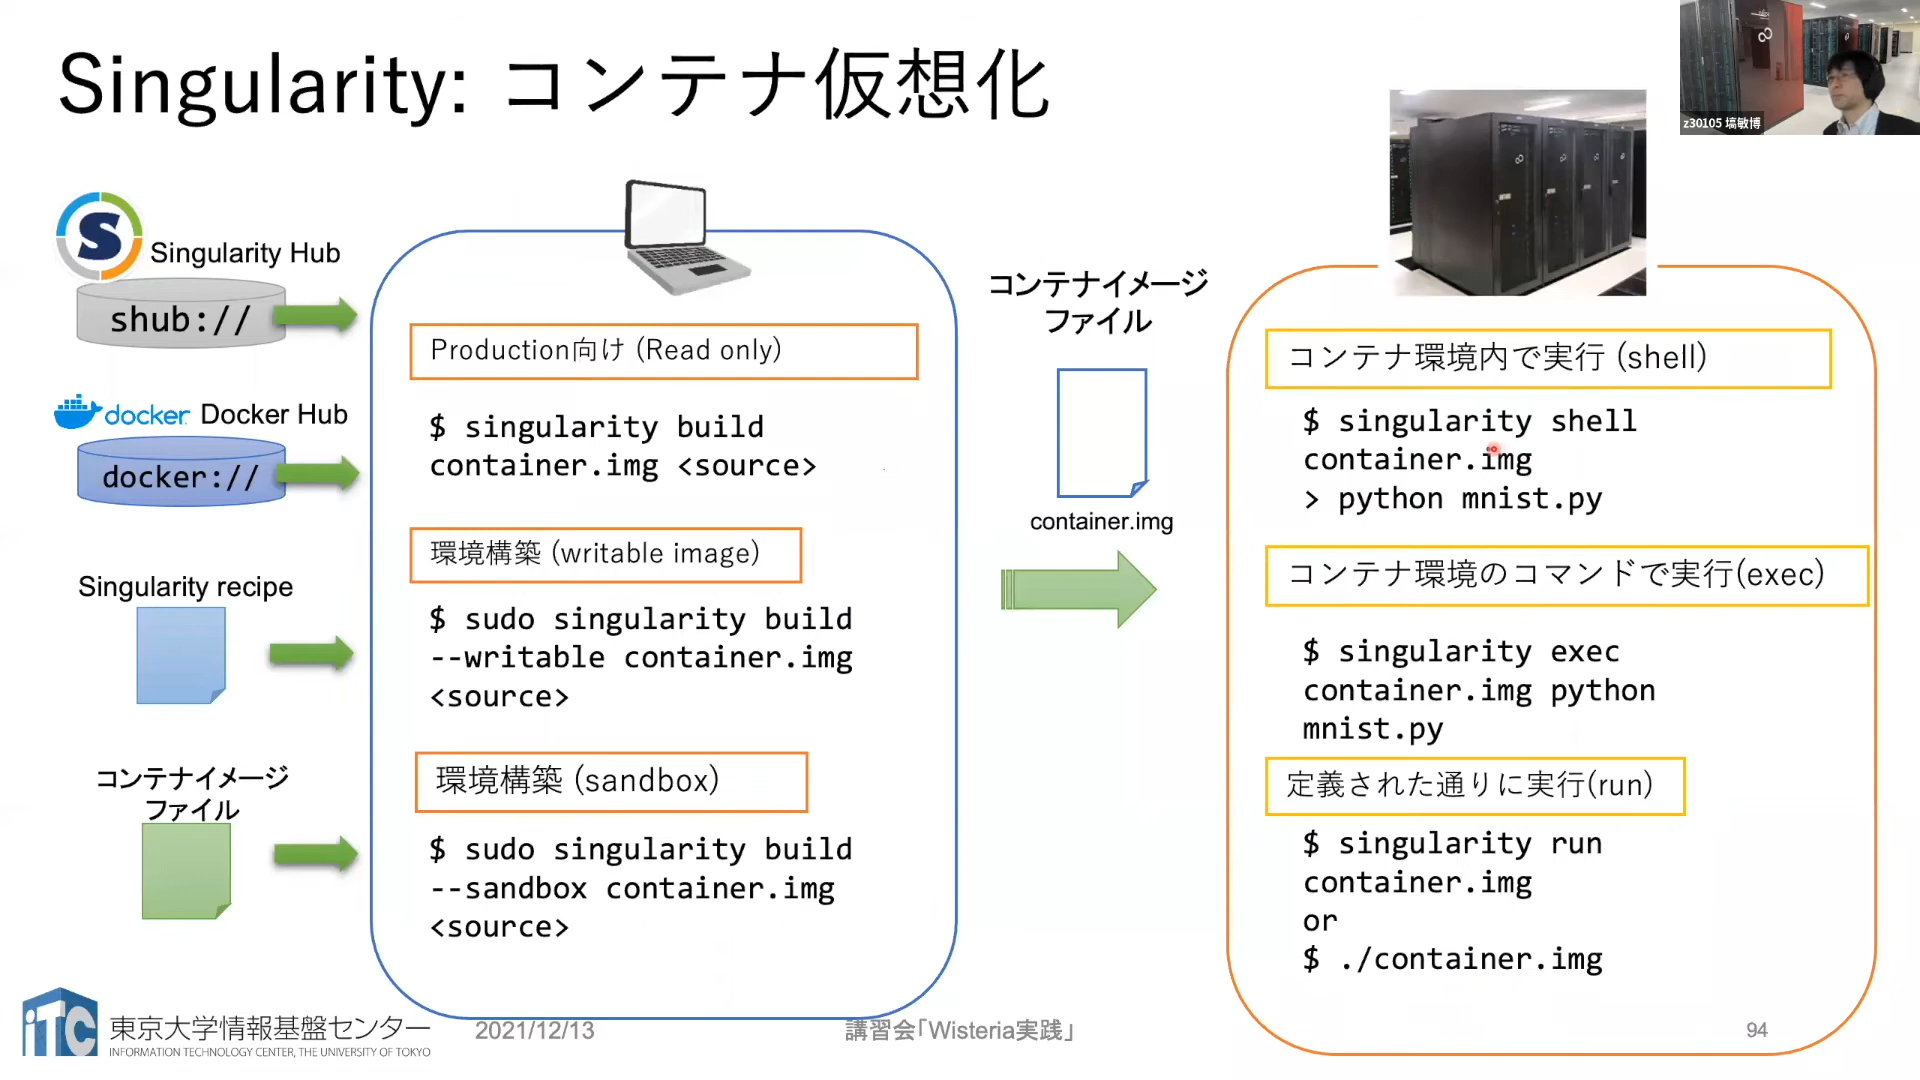 Singularity: コンテナ仮想化
z30105 塙敏博
Singularity Hub
shub://
docker Docker Hub
docker://
Singularity recipe
コンテナイメージ
ファイル
Production向け (Read only)
$ singularity build
container.img <source>
環境構築 (writable image)
$ sudo singularity build
--writable container.img
<source>
環境構築 (sandbox)
$ sudo singularity build
--sandbox container.img
<source>
コンテナイメージ
ファイル
container.img
コンテナ環境内で実行 (shell)
$ singularity shell
container.img
> python mnist.py
コンテナ環境のコマンドで実行(exec)
$ singularity exec
container.img python
mnist.py
定義された通りに実行(run)
$ singularity run
container.img
or
$ ./container.img
iTC 東京大学情報基盤センター
INFORMATION TECHNOLOGY CENTER, THE UNIVERSITY OF TOKYO
2021/12/13
講習会「Wisteria実践」
94